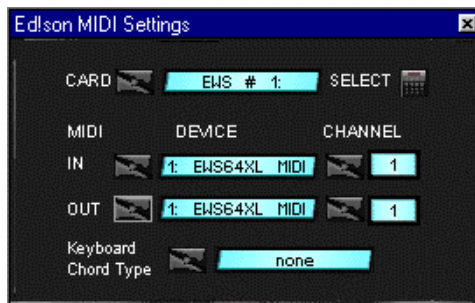 Ed!son MIDI Settings
CARD EWS # 1: SELECT
MIDI DEVICE CHANNEL
IN 1: EWS64XL MIDI 1
OUT 1: EWS64XL MIDI 1
Keyboard
Chord Type none